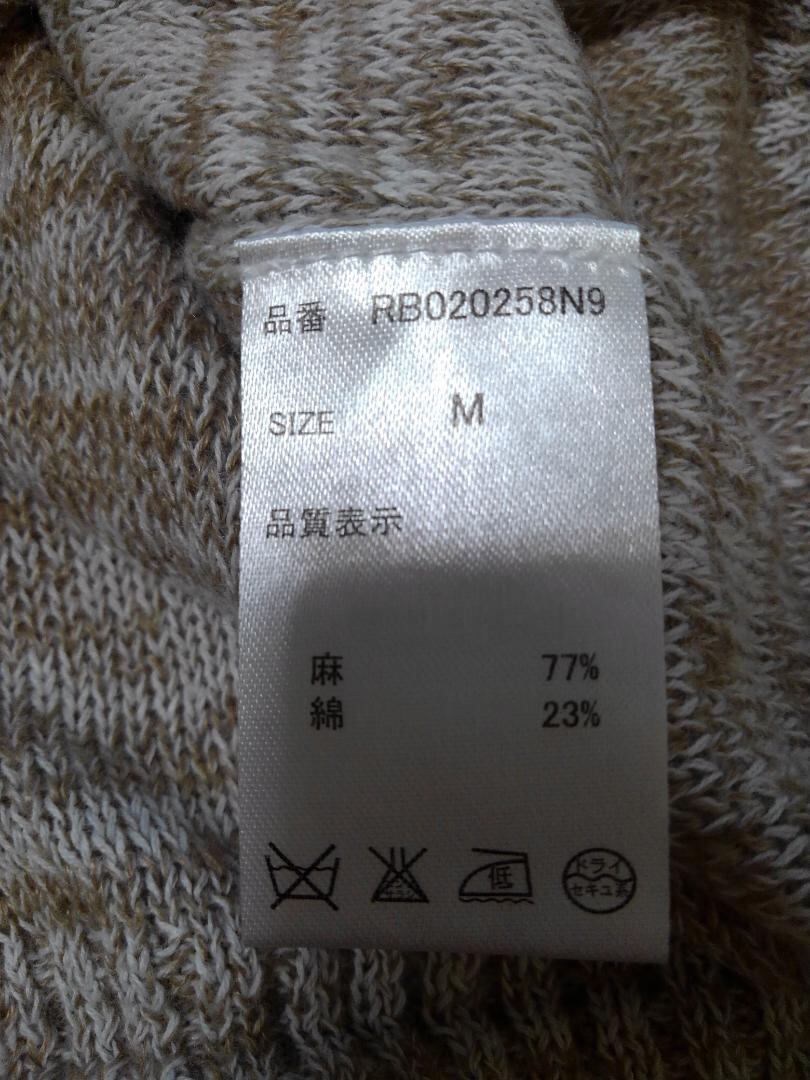 品番 RB020258N9
SIZE M
品質表示
麻 77%
綿 23%
低
ドライ
セキユ系